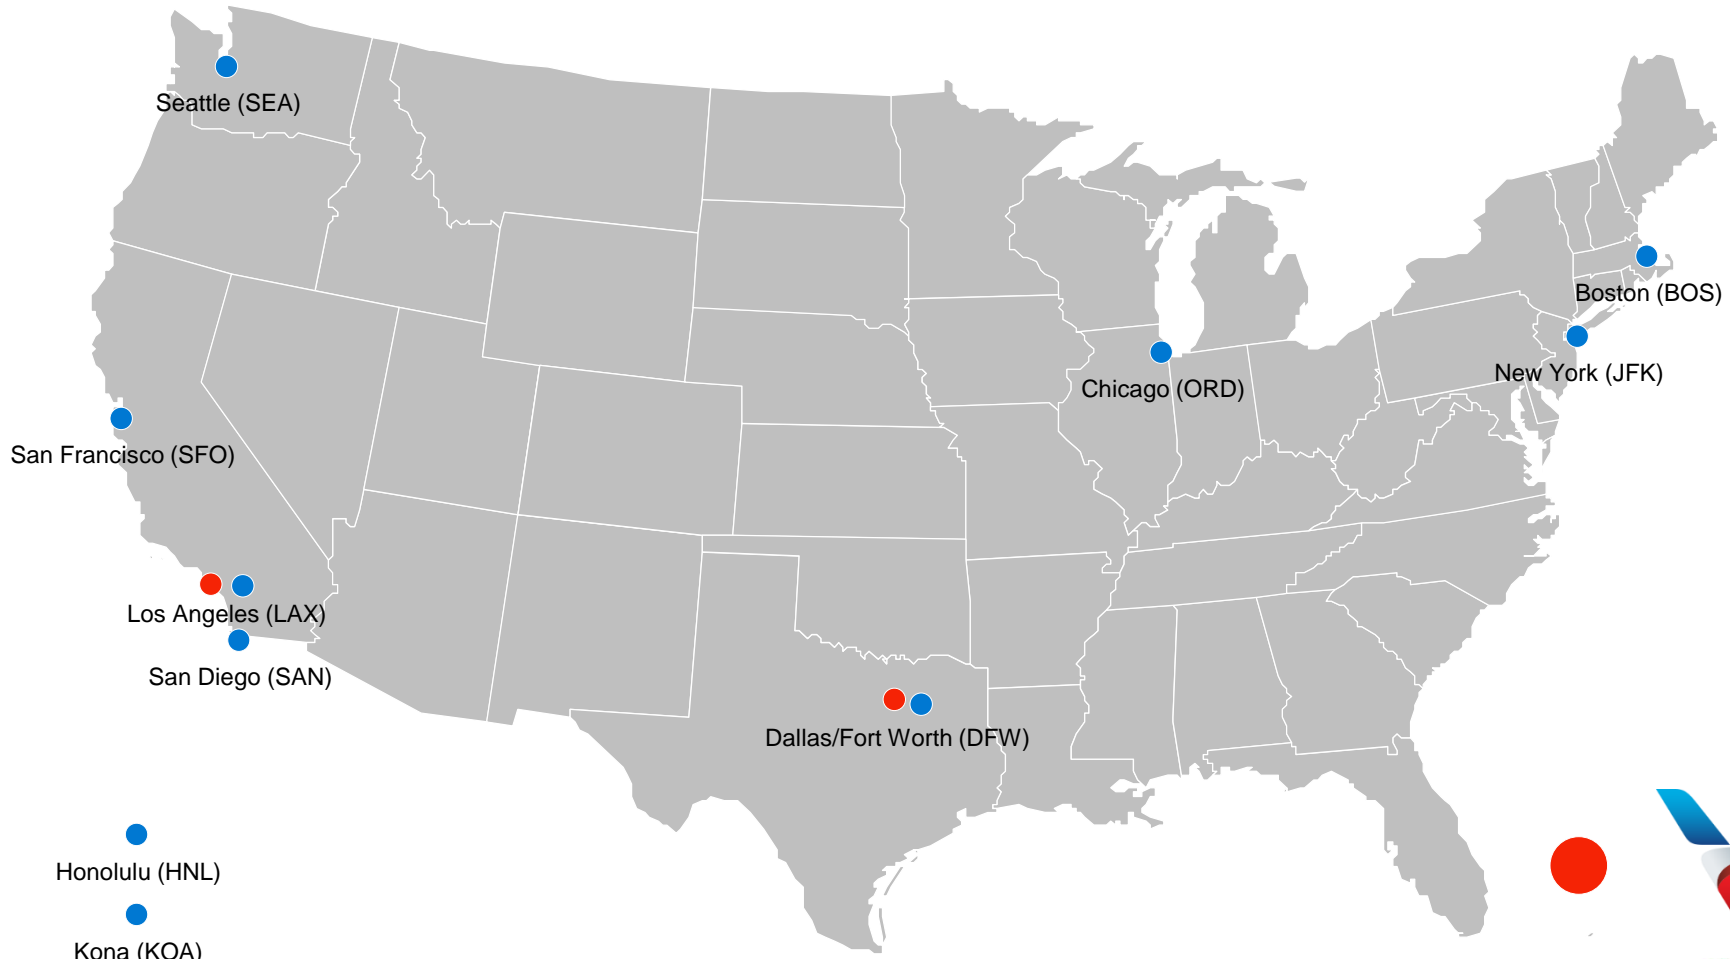 Seattle (SEA)
Boston (BOS)
New York (JFK)
Chicago (ORD)
San Francisco (SFO)
Los Angeles (LAX)
San Diego (SAN)
Dallas/Fort Worth (DFW)
Honolulu (HNL)
Kona (KOA)